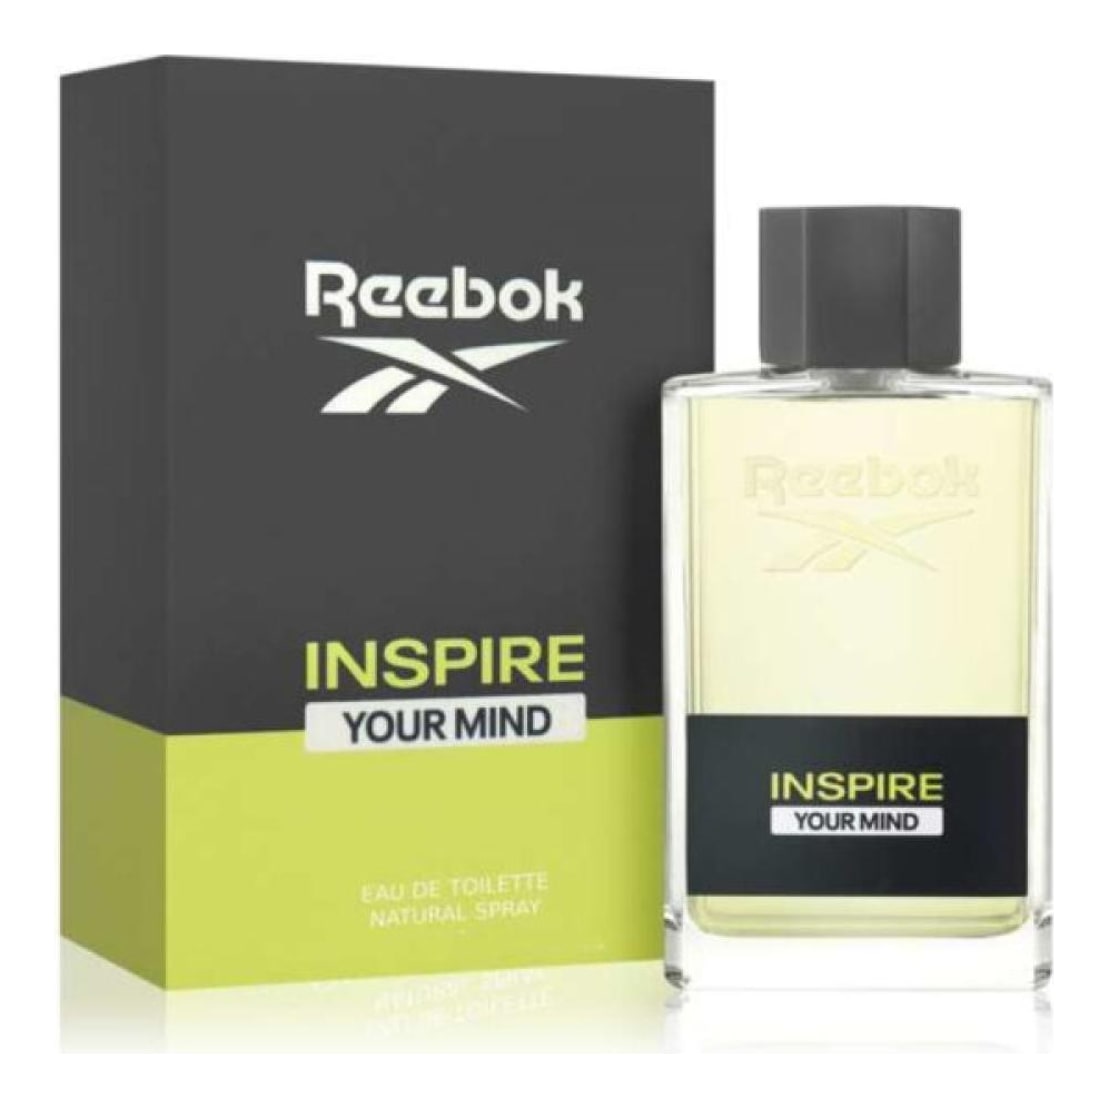 Reebok
INSPIRE
YOUR MIND
EAU DE TOILETTE
NATURAL SPRAY
Reebok
INSPIRE
YOUR MIND